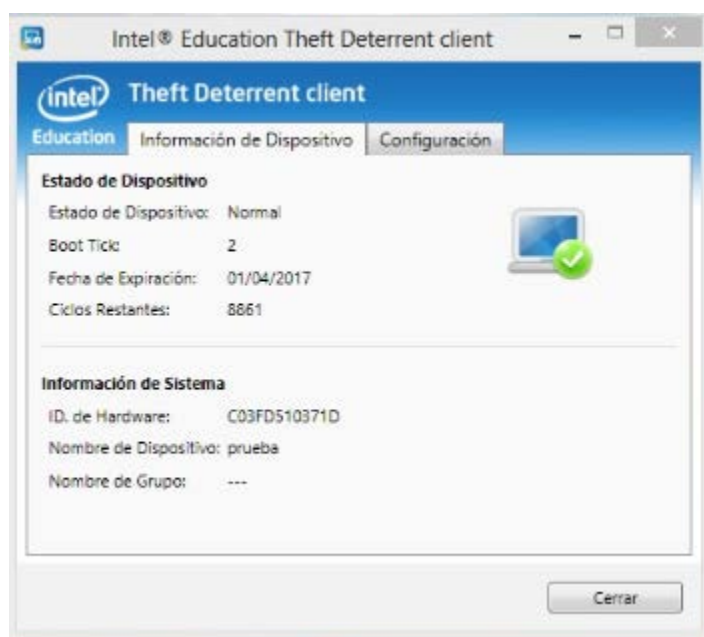 Intel® Education Theft Deterrent client
intel Theft Deterrent client
Education Información de Dispositivo Configuración
Estado de Dispositivo
Estado de Dispositivo: Normal
Boot Tick: 2
Fecha de Expiración: 01/04/2017
Ciclos Restantes: 8861
Información de Sistema
ID. de Hardware: C03FD510371D
Nombre de Dispositivo: prueba
Nombre de Grupo: ---
Cerrar